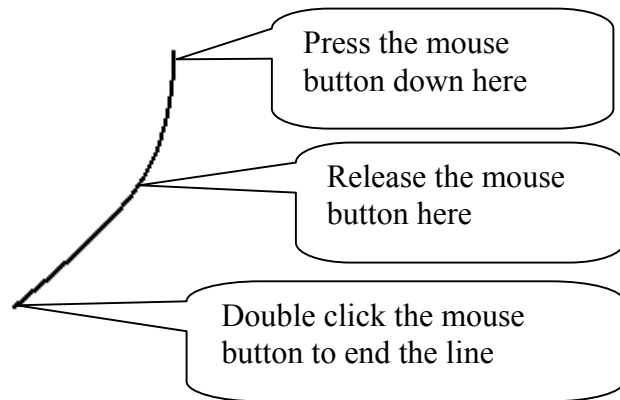 Press the mouse
button down here
Release the mouse
button here
Double click the mouse
button to end the line